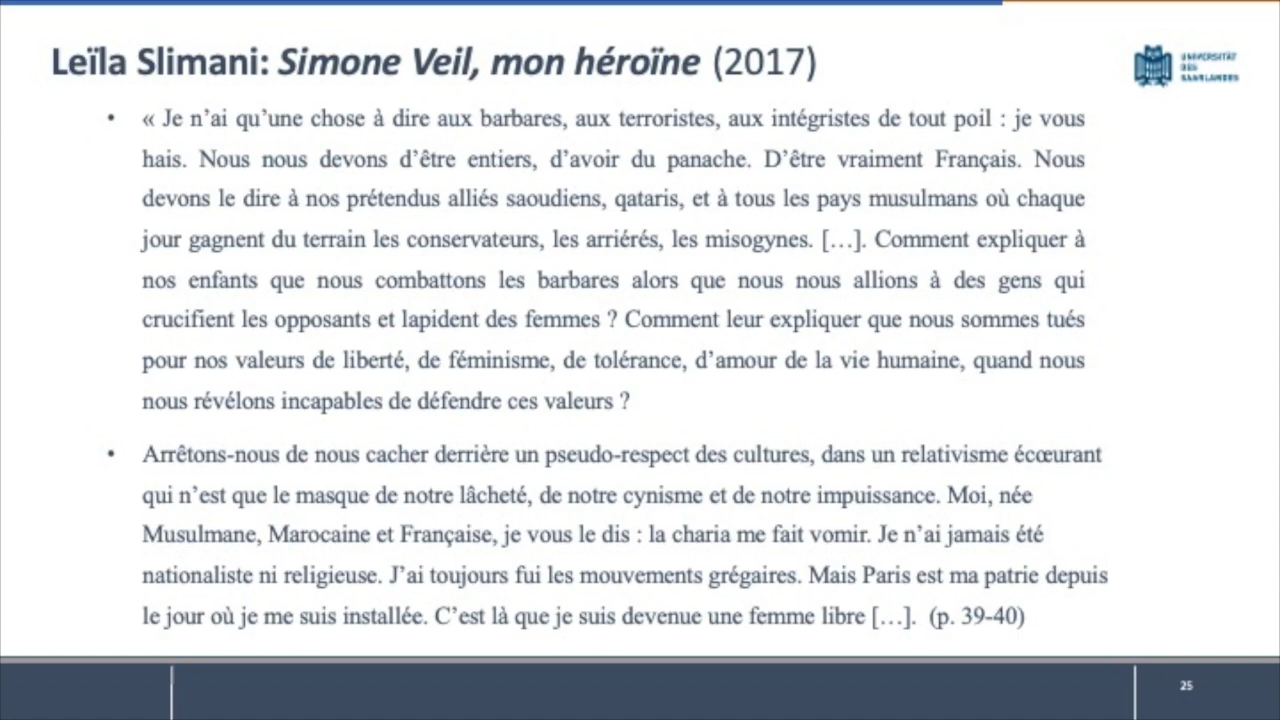 Leïla Slimani: Simone Veil, mon héroïne (2017)
UNIVERSITÄT
DES
SAARLANDES
• « Je n’ai qu’une chose à dire aux barbares, aux terroristes, aux intégristes de tout poil : je vous
hais. Nous nous devons d’être entiers, d’avoir du panache. D’être vraiment Français. Nous
devons le dire à nos prétendus alliés saoudiens, qataris, et à tous les pays musulmans où chaque
jour gagnent du terrain les conservateurs, les arriérés, les misogynes. […]. Comment expliquer à
nos enfants que nous combattons les barbares alors que nous nous allions à des gens qui
crucifient les opposants et lapident des femmes ? Comment leur expliquer que nous sommes tués
pour nos valeurs de liberté, de féminisme, de tolérance, d’amour de la vie humaine, quand nous
nous révélons incapables de défendre ces valeurs ?
• Arrêtons-nous de nous cacher derrière un pseudo-respect des cultures, dans un relativisme écœurant
qui n’est que le masque de notre lâcheté, de notre cynisme et de notre impuissance. Moi, née
Musulmane, Marocaine et Française, je vous le dis : la charia me fait vomir. Je n’ai jamais été
nationaliste ni religieuse. J’ai toujours fui les mouvements grégaires. Mais Paris est ma patrie depuis
le jour où je me suis installée. C’est là que je suis devenue une femme libre […]. (p. 39-40)
25